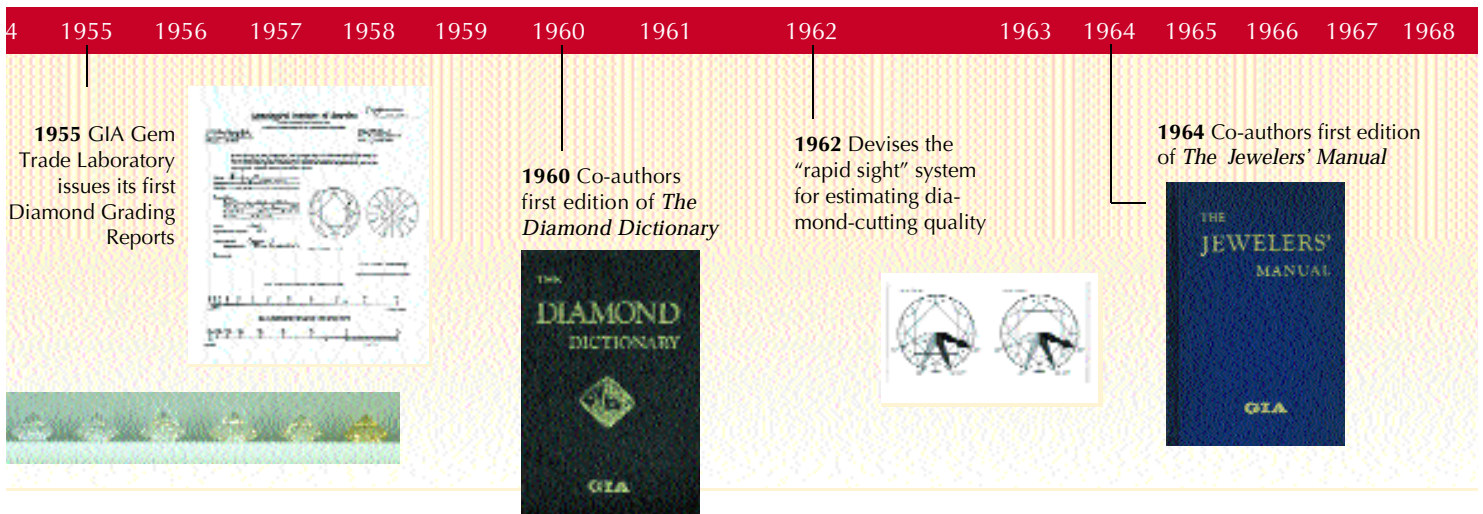 4 1955 1956 1957 1958 1959 1960 1961 1962 1963 1964 1965 1966 1967 1968
1955 GIA Gem
Trade Laboratory
issues its first
Diamond Grading
Reports
1960 Co-authors
first edition of The
Diamond Dictionary
THE
DIAMOND
DICTIONARY
GIA
1962 Devises the
“rapid sight” system
for estimating dia-
mond-cutting quality
1964 Co-authors first edition
of The Jewelers’ Manual
THE
JEWELERS’
MANUAL
GIA